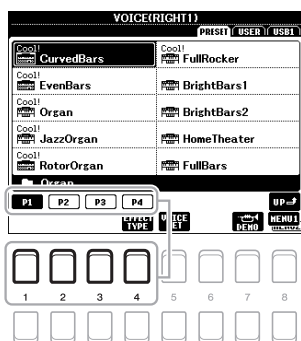 VOICE(RIGHT1)
PRESET USER USB1
Cool! CurvedBars
Cool! FullRocker
Cool! EvenBars
BrightBars1
Cool! Organ
BrightBars2
Cool! JazzOrgan
HomeTheater
Cool! RotorOrgan
FullBars
Organ
P1 P2 P3 P4 UP
EFFECT TYPE
DEMO
MENU1
1 2 3 4 5 6 7 8